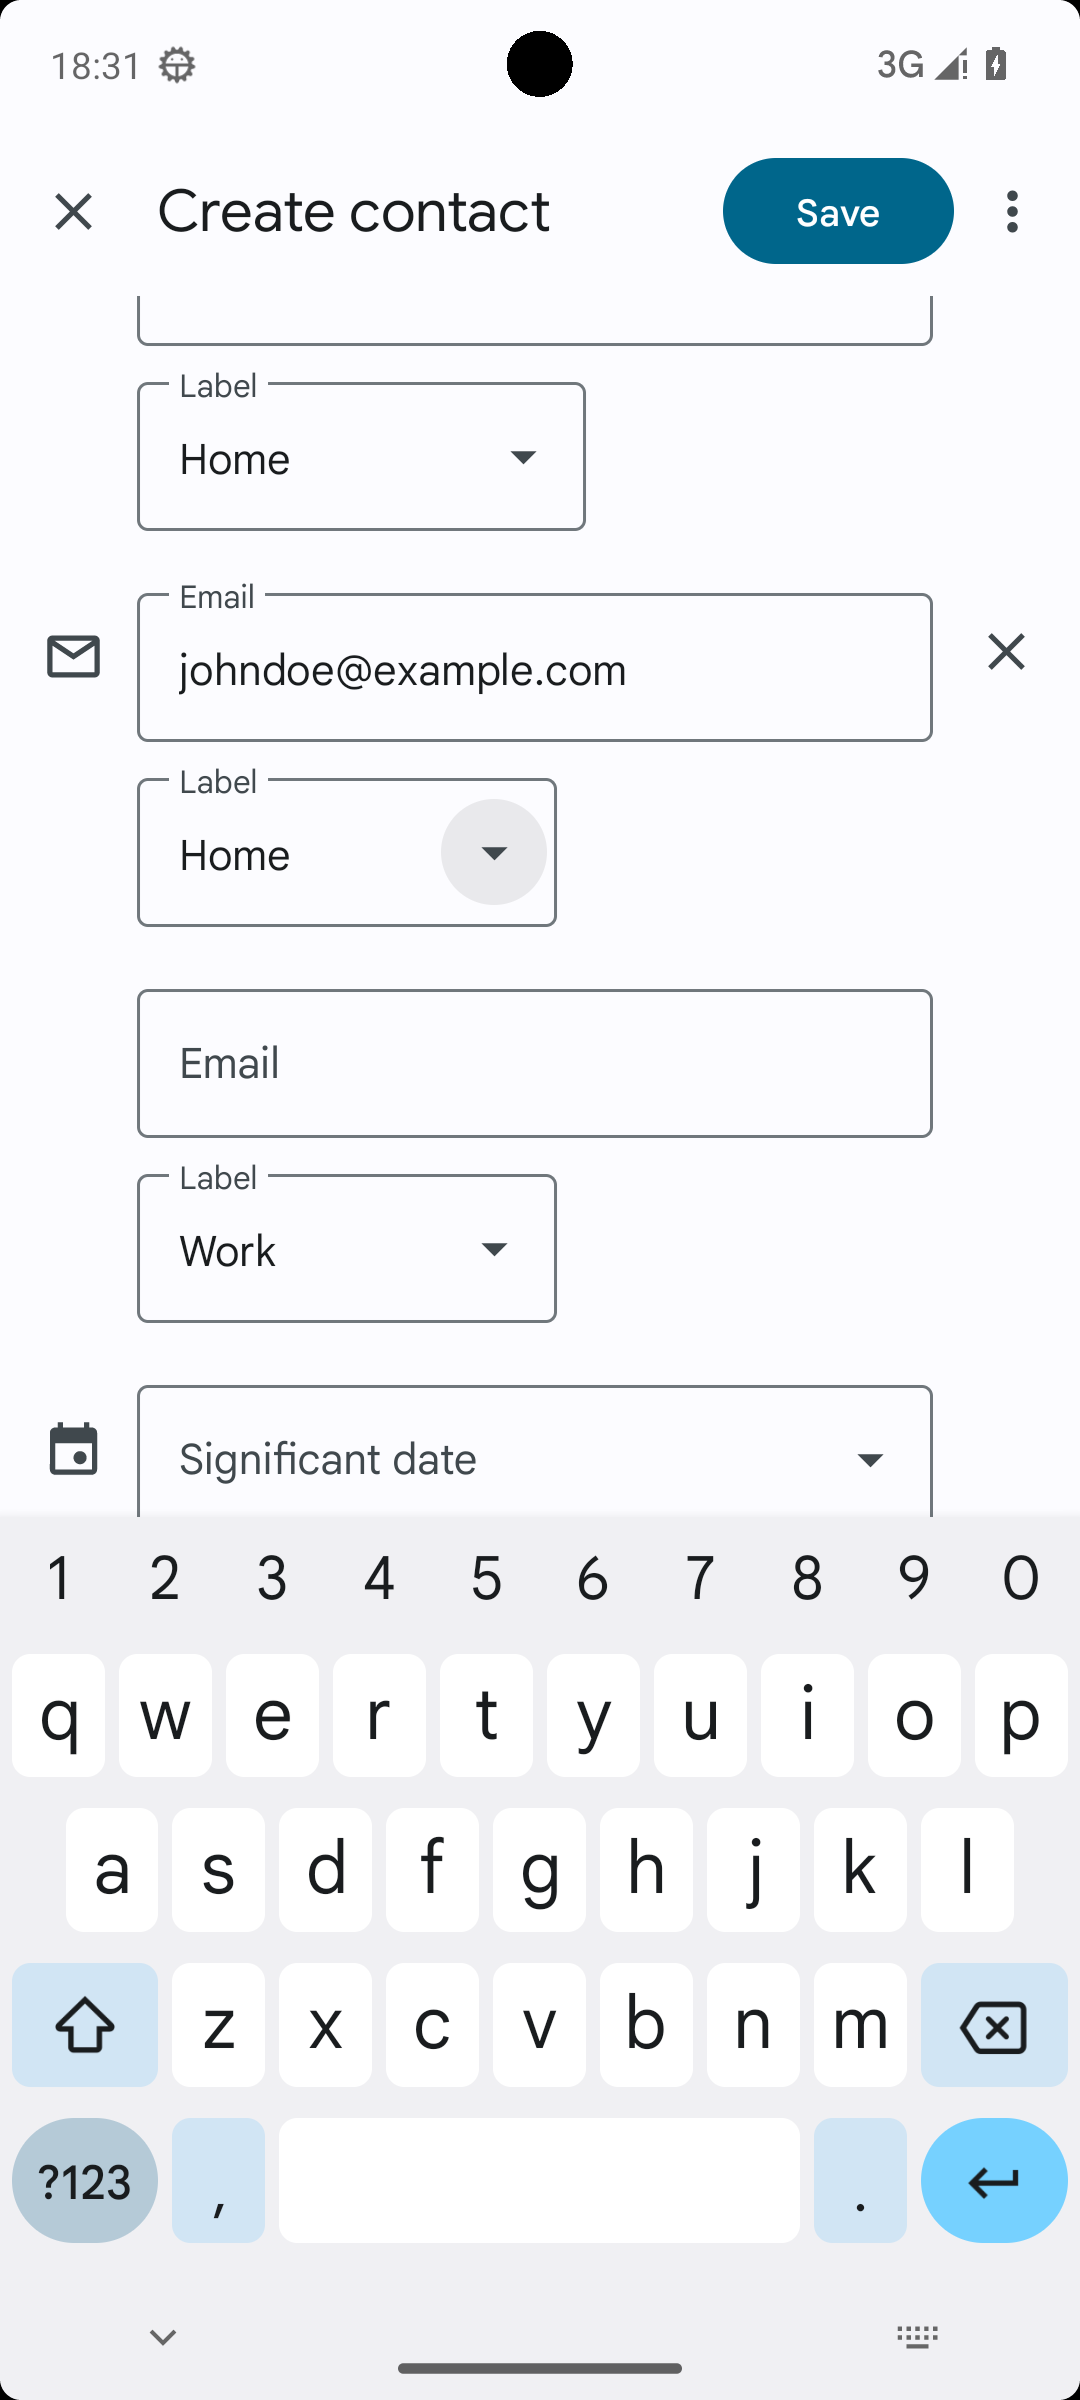 18:31
3G
Create contact
Save
Label
Home
Email
johndoe@example.com
Label
Home
Email
Label
Work
Significant date
1 2 3 4 5 6 7 8 9 0
q w e r t y u i o p
a s d f g h j k l
z x c v b n m
?123 , .